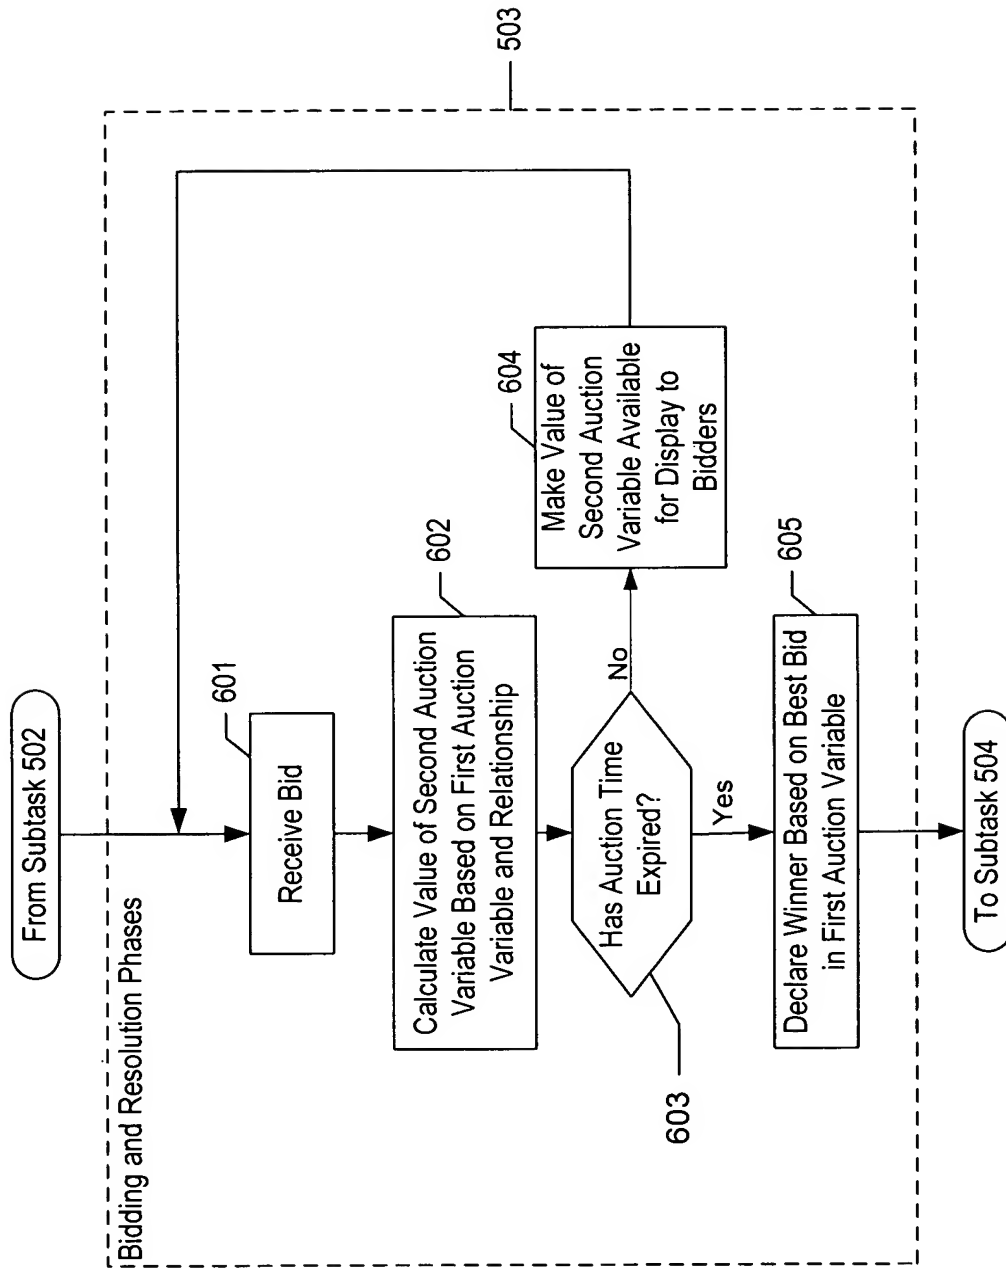 From Subtask 502
Bidding and Resolution Phases
503
601
Receive Bid
602
Calculate Value of Second Auction
Variable Based on First Auction
Variable and Relationship
Has Auction Time
Expired?
603
No
604
Make Value of
Second Auction
Variable Available
for Display to
Bidders
Yes
605
Declare Winner Based on Best Bid
in First Auction Variable
To Subtask 504